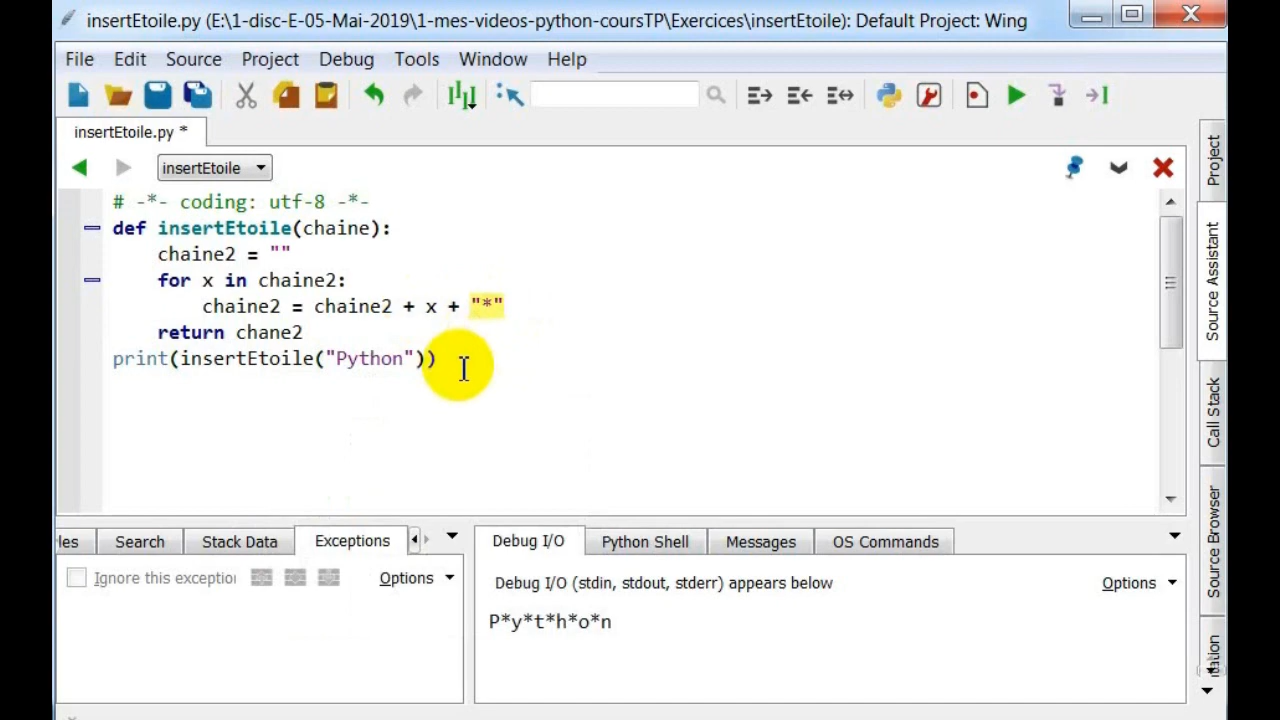 insertEtoile.py (E:\1-disc-E-05-Mai-2019\1-mes-videos-python-coursTP\Exercices\insertEtoile): Default Project: Wing
File Edit Source Project Debug Tools Window Help
insertEtoile.py *
insertEtoile
# -*- coding: utf-8 -*-
def insertEtoile(chaine):
chaine2 = ""
for x in chaine2:
chaine2 = chaine2 + x + "*"
return chane2
print(insertEtoile("Python"))
Project
Source Assistant
Call Stack
Source Browser
les Search Stack Data Exceptions
Ignore this exception Options
Debug I/O Python Shell Messages OS Commands
Debug I/O (stdin, stdout, stderr) appears below Options
P*y*t*h*o*n